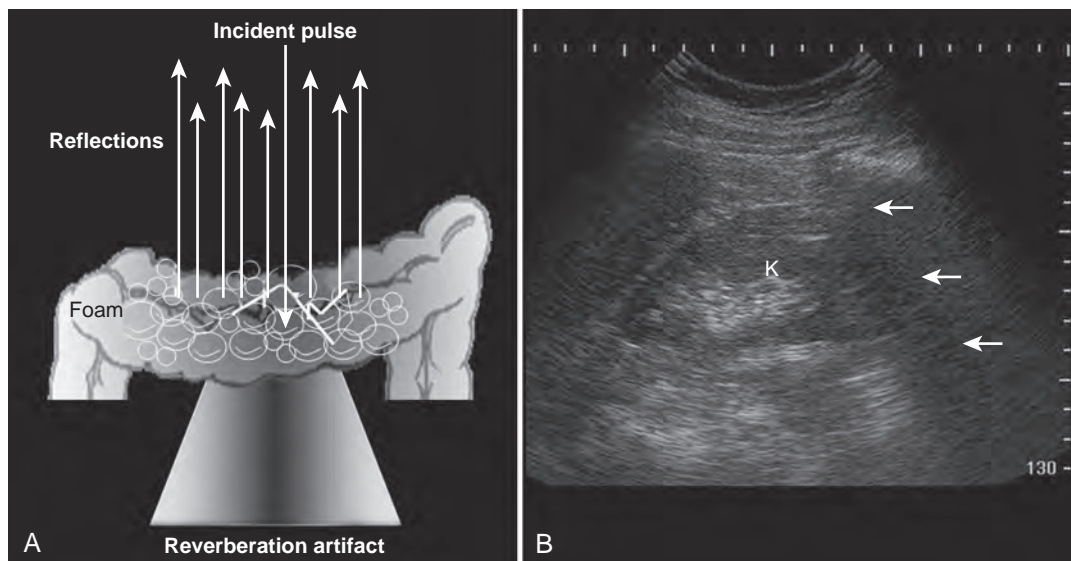 Incident pulse
Reflections
Foam
Reverberation artifact
A
K
130
B